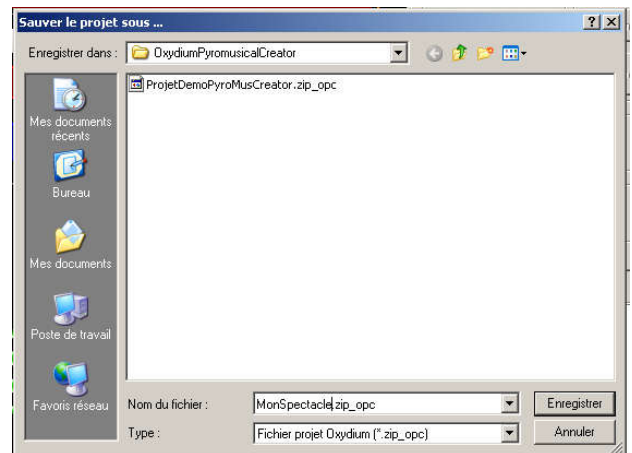 Sauver le projet sous ...
Enregistrer dans :
OxydiumPyromusicalCreator
ProjetDemoPyroMusCreator.zip_opc
Mes documents
récents
Bureau
Mes documents
Poste de travail
Favoris réseau
Nom du fichier :
MonSpectacle.zip_opc
Enregistrer
Type :
Fichier projet Oxydium (*.zip_opc)
Annuler